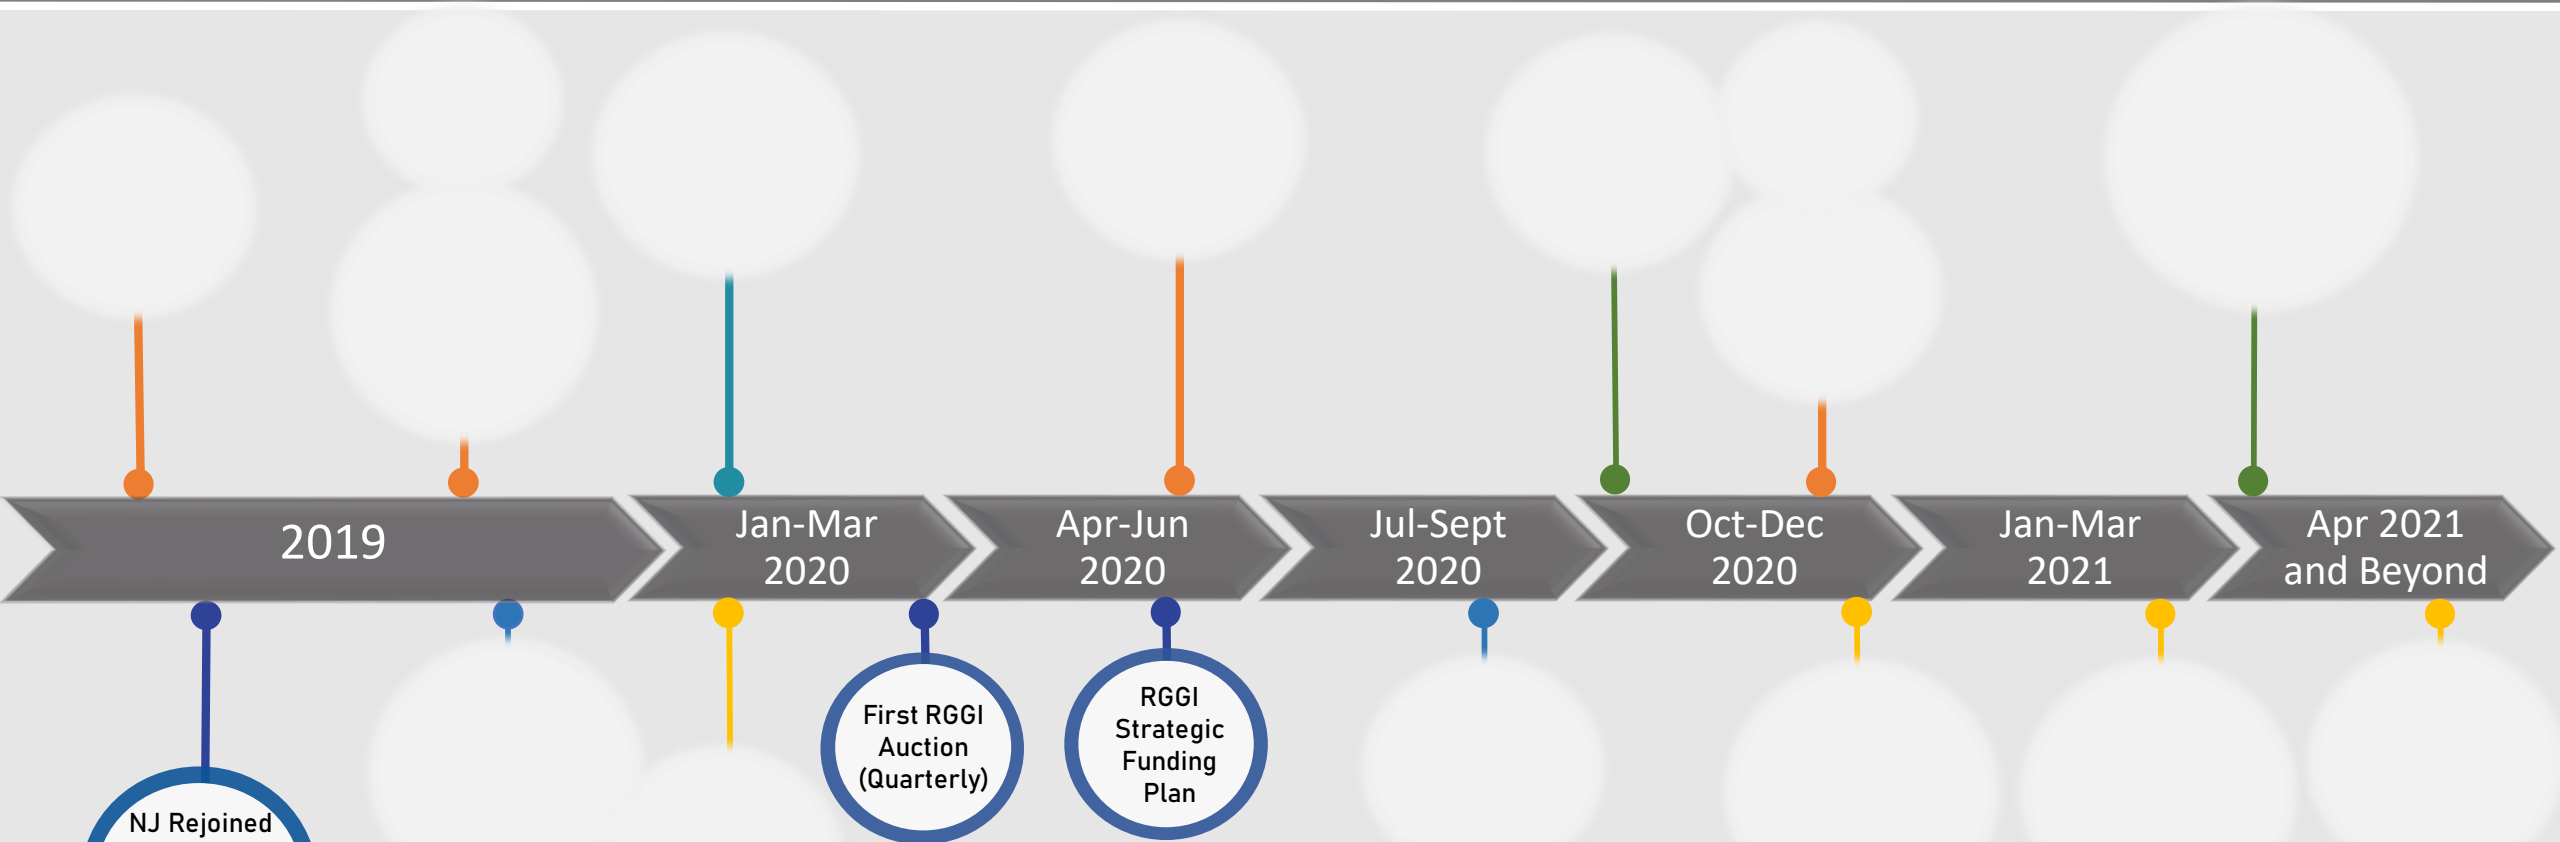 2019
Jan-Mar
2020
Apr-Jun
2020
Jul-Sept
2020
Oct-Dec
2020
Jan-Mar
2021
Apr 2021
and Beyond
First RGGI
Auction
(Quarterly)
RGGI
Strategic
Funding
Plan
NJ Rejoined